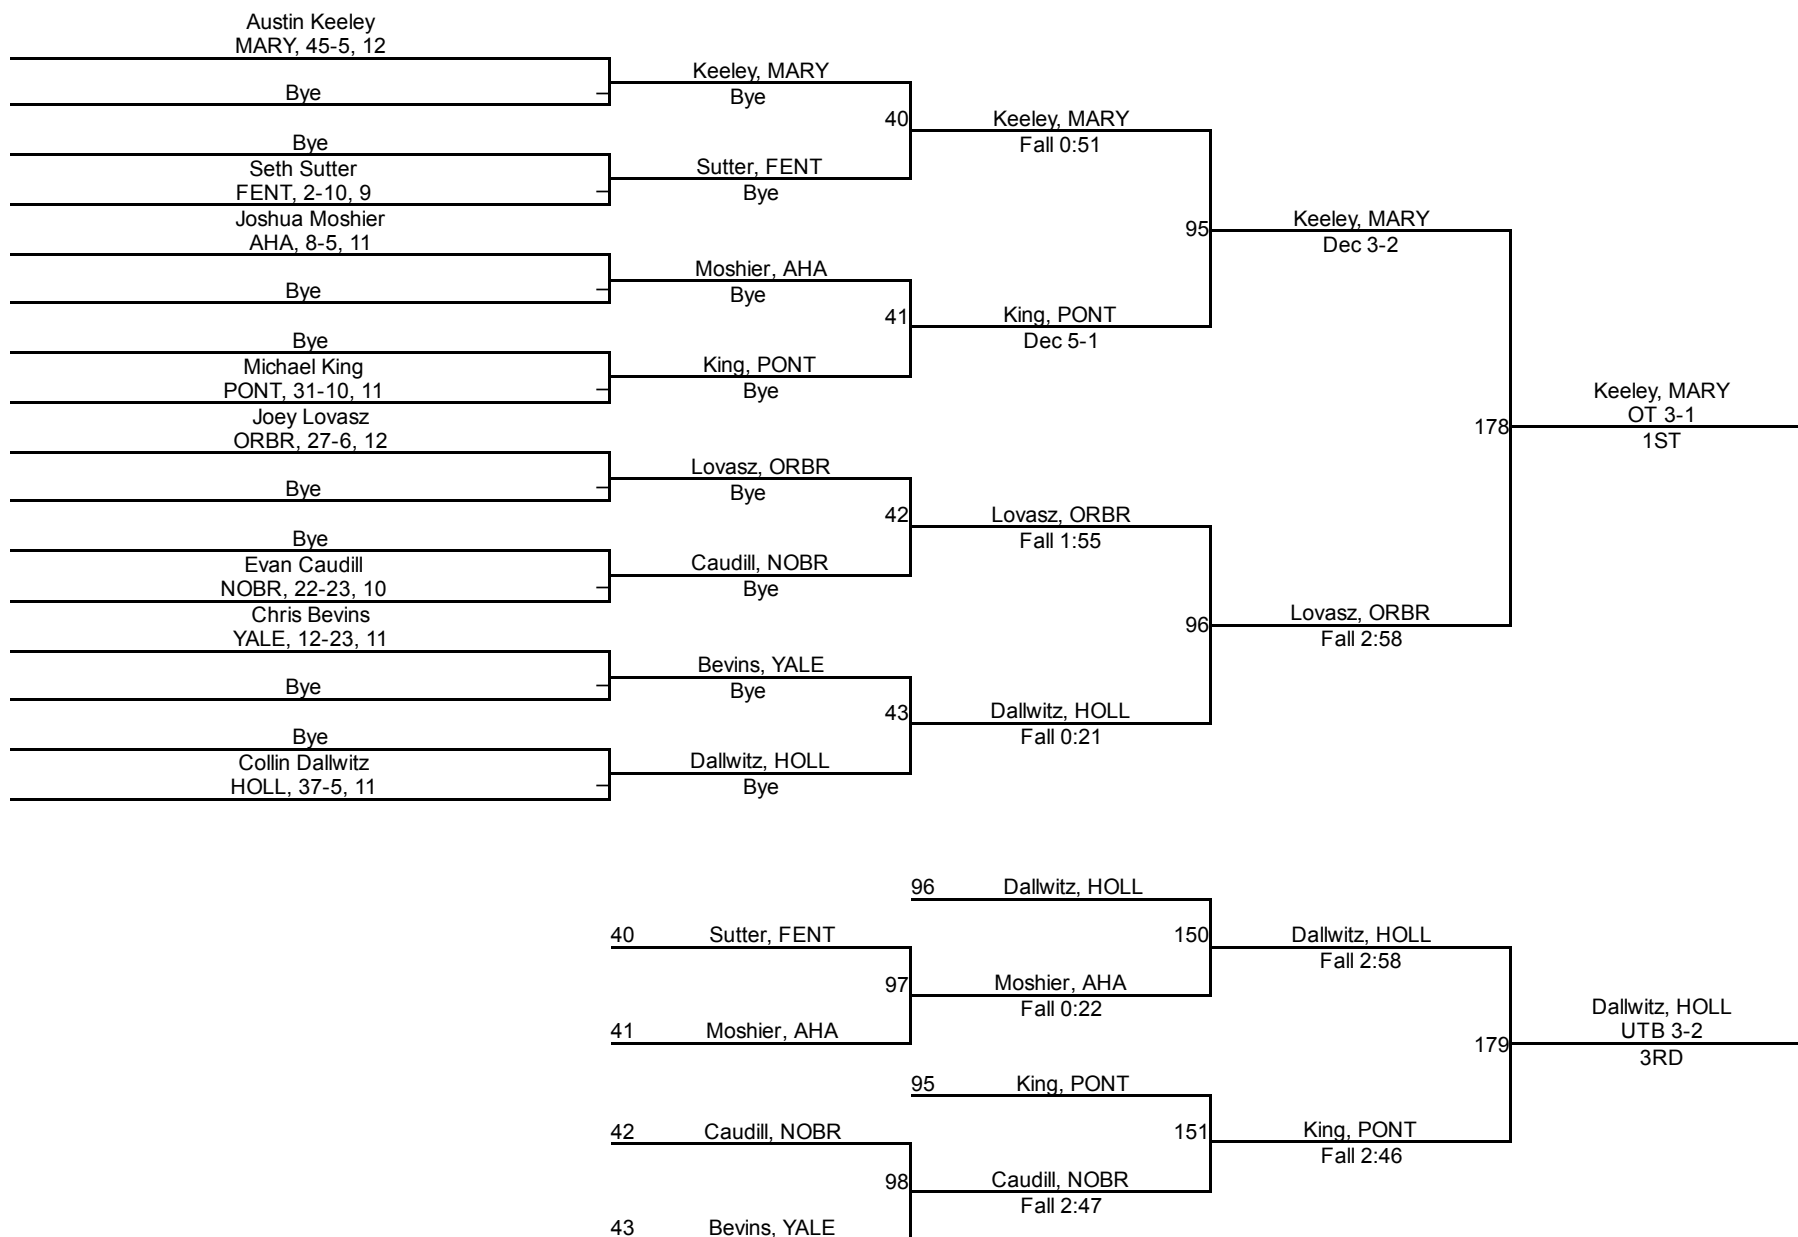 Austin Keeley
MARY, 45-5, 12
Bye
Bye
Seth Sutter
FENT, 2-10, 9
Joshua Moshier
AHA, 8-5, 11
Bye
Bye
Michael King
PONT, 31-10, 11
Joey Lovasz
ORBR, 27-6, 12
Bye
Bye
Evan Caudill
NOBR, 22-23, 10
Chris Bevins
YALE, 12-23, 11
Bye
Bye
Collin Dallwitz
HOLL, 37-5, 11
Keeley, MARY
Bye
40
Sutter, FENT
Bye
Moshier, AHA
Bye
41
King, PONT
Bye
Lovasz, ORBR
Bye
42
Caudill, NOBR
Bye
Bevins, YALE
Bye
43
Dallwitz, HOLL
Bye
Keeley, MARY
Fall 0:51
95
King, PONT
Dec 5-1
Lovasz, ORBR
Fall 1:55
96
Dallwitz, HOLL
Fall 0:21
Keeley, MARY
Dec 3-2
178
Lovasz, ORBR
Fall 2:58
Keeley, MARY
OT 3-1
1ST
40 Sutter, FENT
97
41 Moshier, AHA
42 Caudill, NOBR
98
43 Bevins, YALE
96 Dallwitz, HOLL
150
Moshier, AHA
Fall 0:22
95 King, PONT
151
Caudill, NOBR
Fall 2:47
Dallwitz, HOLL
Fall 2:58
179
King, PONT
Fall 2:46
Dallwitz, HOLL
UTB 3-2
3RD